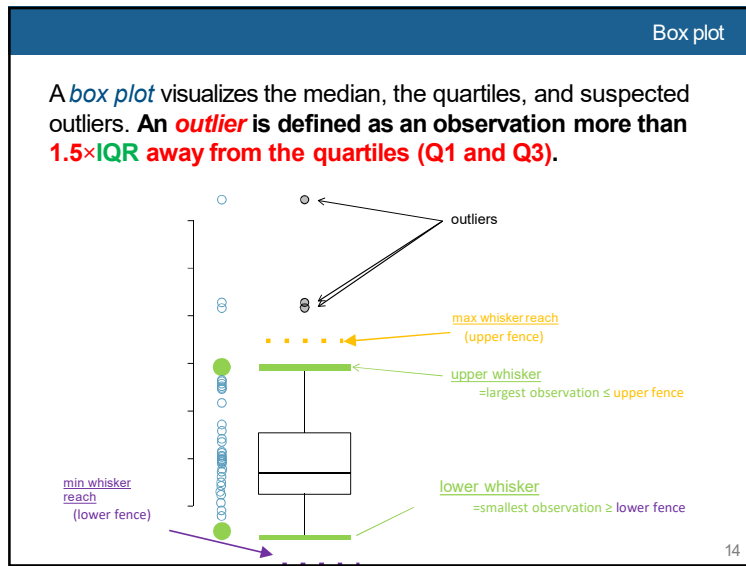 Box plot
A box plot visualizes the median, the quartiles, and suspected
outliers. An outlier is defined as an observation more than
1.5×IQR away from the quartiles (Q1 and Q3).
outliers
max whisker reach
(upper fence)
upper whisker
=largest observation ≤ upper fence
min whisker
reach
(lower fence)
lower whisker
=smallest observation ≥ lower fence
14